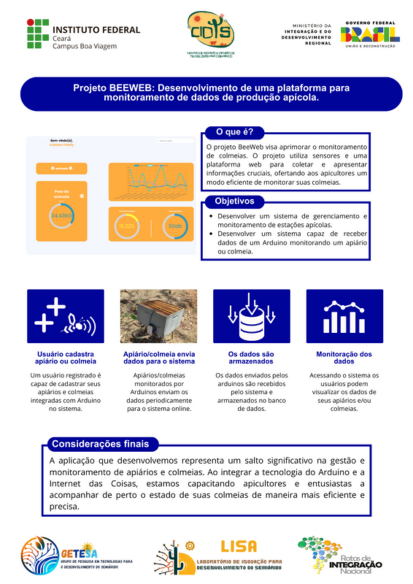 INSTITUTO FEDERAL
Ceará
Campus Boa Viagem
CIDTS
MINISTÉRIO DA
INTEGRAÇÃO E DO
DESENVOLVIMENTO
REGIONAL
GOVERNO FEDERAL
BRASIL
UNIÃO E RECONSTRUÇÃO
Projeto BEEWEB: Desenvolvimento de uma plataforma para
monitoramento de dados de produção apícola.
O que é?
O projeto BeeWeb visa aprimorar o monitoramento
de colmeias. O projeto utiliza sensores e uma
plataforma web para coletar e apresentar
informações cruciais, ofertando aos apicultores um
modo eficiente de monitorar suas colmeias.
Objetivos
Desenvolver um sistema de gerenciamento e
monitoramento de estações apícolas.
Desenvolver um sistema capaz de receber
dados de um Arduino monitorando um apiário
ou colmeia.
Usuário cadastra
apiário ou colmeia
Um usuário registrado é
capaz de cadastrar seus
apiários e colmeias
integradas com Arduino
no sistema.
Apiário/colmeia envia
dados para o sistema
Apiários/colmeias
monitorados por
Arduinos enviam os
dados periodicamente
para o sistema online.
Os dados são
armazenados
Os dados enviados pelos
arduinos são recebidos
pelo sistema e
armazenados no banco
de dados.
Monitoração dos
dados
Acessando o sistema os
usuários podem
visualizar os dados de
seus apiários e/ou
colmeias.
Considerações finais
A aplicação que desenvolvemos representa um salto significativo na gestão e
monitoramento de apiários e colmeias. Ao integrar a tecnologia do Arduino e a
Internet das Coisas, estamos capacitando apicultores e entusiastas a
acompanhar de perto o estado de suas colmeias de maneira mais eficiente e
precisa.
GETESA
GRUPO DE PESQUISA EM TECNOLOGIAS PARA
O DESENVOLVIMENTO DO SEMIÁRIDO
LISA
LABORATÓRIO DE INOVAÇÃO PARA
DESENVOLVIMENTO DO SEMIÁRIDO
Rotas de
INTEGRAÇÃO
Nacional